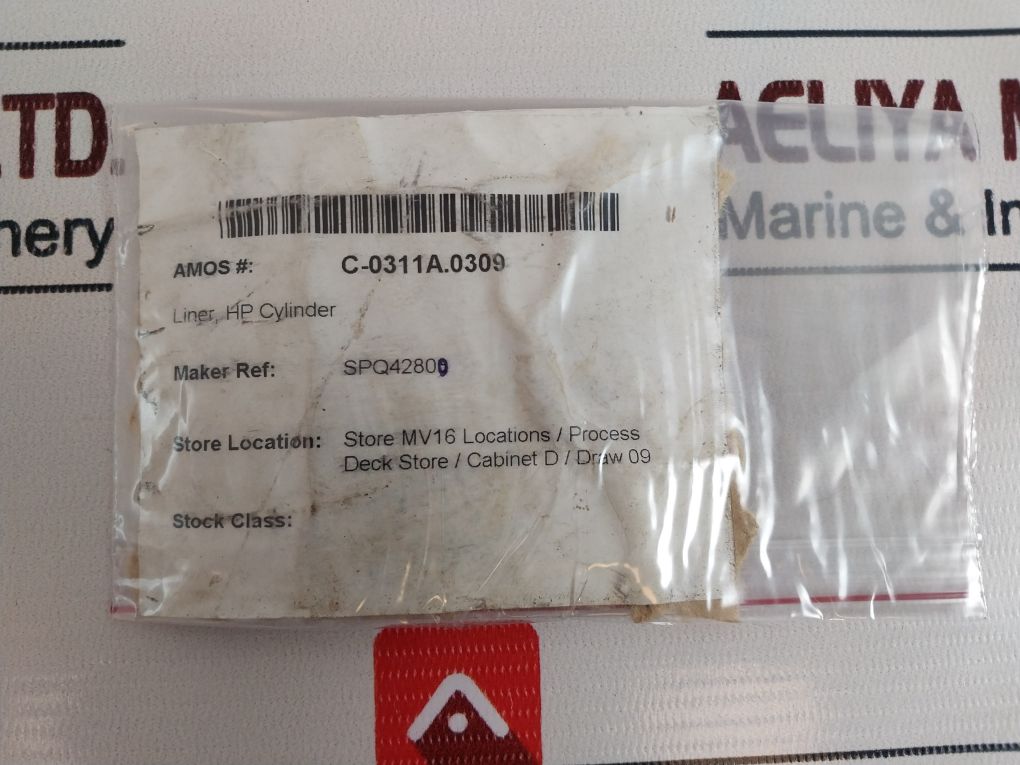 LTD.
AELIYA M
nery
Marine & In
AMOS #: C-0311A.0309
Liner, HP Cylinder
Maker Ref: SPQ42809
Store Location: Store MV16 Locations / Process
Deck Store / Cabinet D / Draw 09
Stock Class: